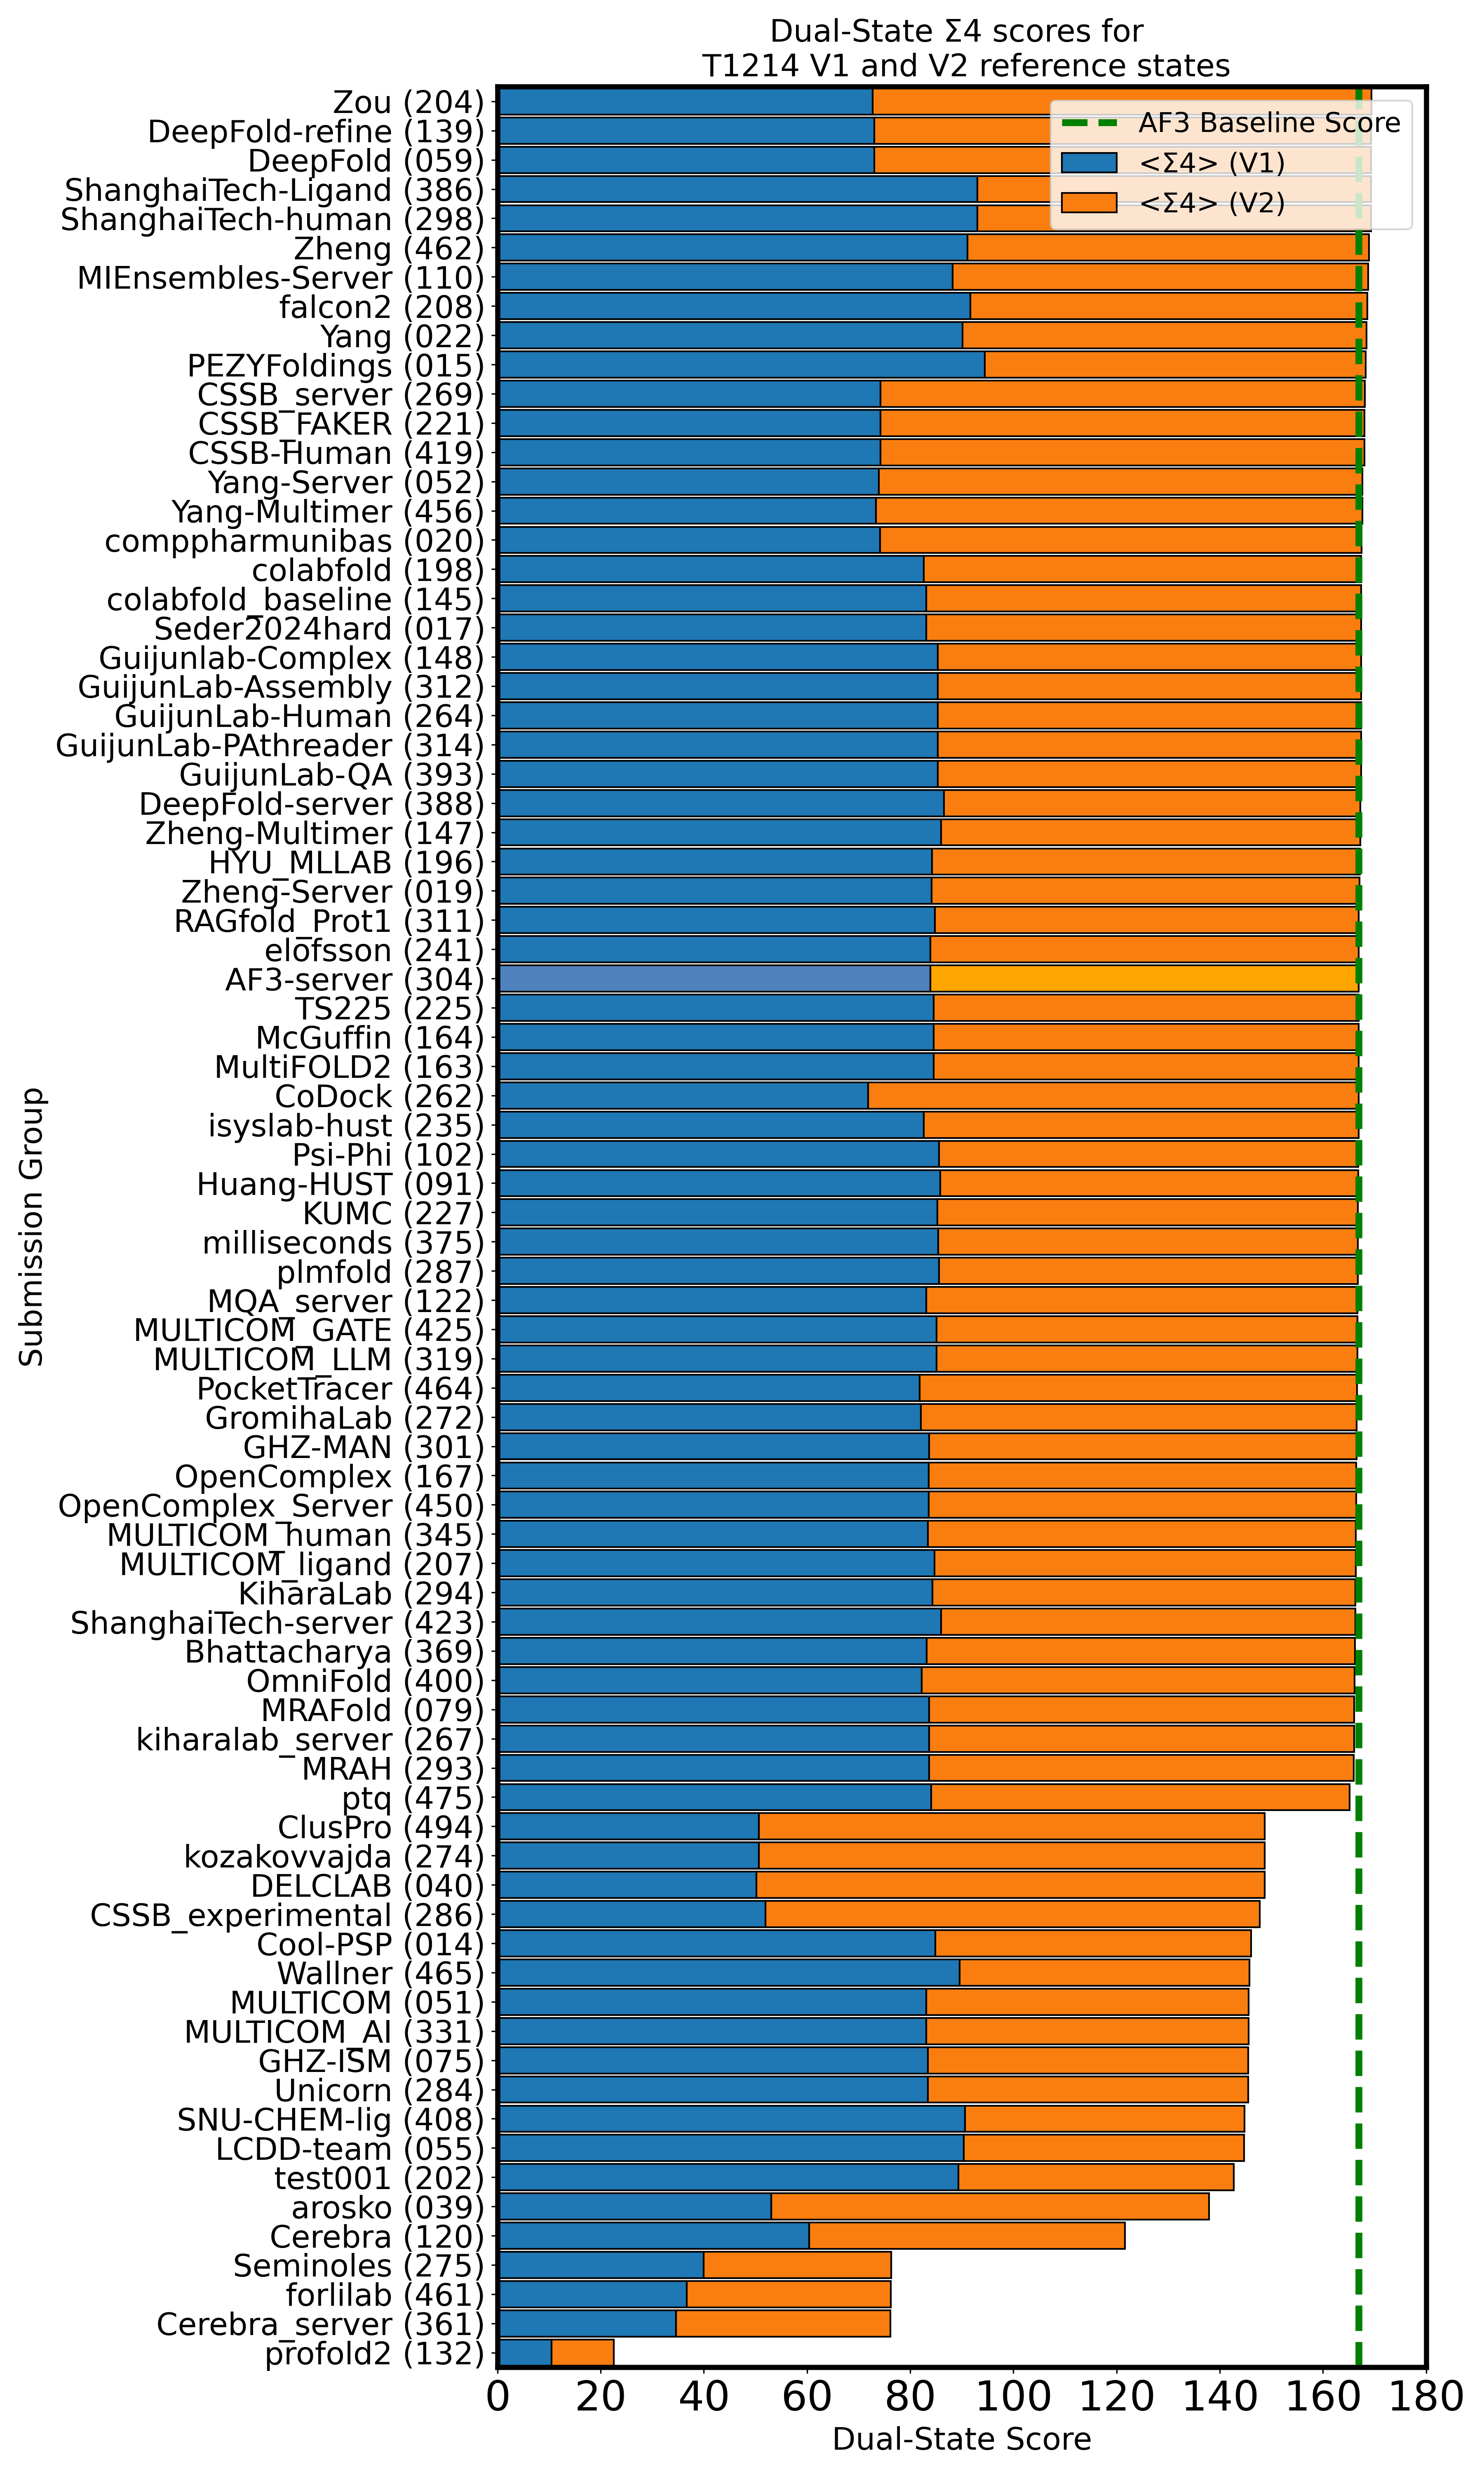 Dual-State Σ4 scores for
T1214 V1 and V2 reference states
AF3 Baseline Score
<Σ4> (V1)
<Σ4> (V2)
Submission Group
Zou (204)
DeepFold-refine (139)
DeepFold (059)
ShanghaiTech-Ligand (386)
ShanghaiTech-human (298)
Zheng (462)
MIEnsembles-Server (110)
falcon2 (208)
Yang (022)
PEZYFoldings (015)
CSSB_server (269)
CSSB_FAKER (221)
CSSB-Human (419)
Yang-Server (052)
Yang-Multimer (456)
comppharmunibas (020)
colabfold (198)
colabfold_baseline (145)
Seder2024hard (017)
Guijunlab-Complex (148)
GuijunLab-Assembly (312)
GuijunLab-Human (264)
GuijunLab-PAthreader (314)
GuijunLab-QA (393)
DeepFold-server (388)
Zheng-Multimer (147)
HYU_MLLAB (196)
Zheng-Server (019)
RAGfold_Prot1 (311)
elofsson (241)
AF3-server (304)
TS225 (225)
McGuffin (164)
MultiFOLD2 (163)
CoDock (262)
isyslab-hust (235)
Psi-Phi (102)
Huang-HUST (091)
KUMC (227)
milliseconds (375)
plmfold (287)
MQA_server (122)
MULTICOM_GATE (425)
MULTICOM_LLM (319)
PocketTracer (464)
GromihaLab (272)
GHZ-MAN (301)
OpenComplex (167)
OpenComplex_Server (450)
MULTICOM_human (345)
MULTICOM_ligand (207)
KiharaLab (294)
ShanghaiTech-server (423)
Bhattacharya (369)
OmniFold (400)
MRAFold (079)
kiharalab_server (267)
MRAH (293)
ptq (475)
ClusPro (494)
kozakovvajda (274)
DELCLAB (040)
CSSB_experimental (286)
Cool-PSP (014)
Wallner (465)
MULTICOM (051)
MULTICOM_AI (331)
GHZ-ISM (075)
Unicorn (284)
SNU-CHEM-lig (408)
LCDD-team (055)
test001 (202)
arosko (039)
Cerebra (120)
Seminoles (275)
forlilab (461)
Cerebra_server (361)
profold2 (132)
0 20 40 60 80 100 120 140 160 180
Dual-State Score